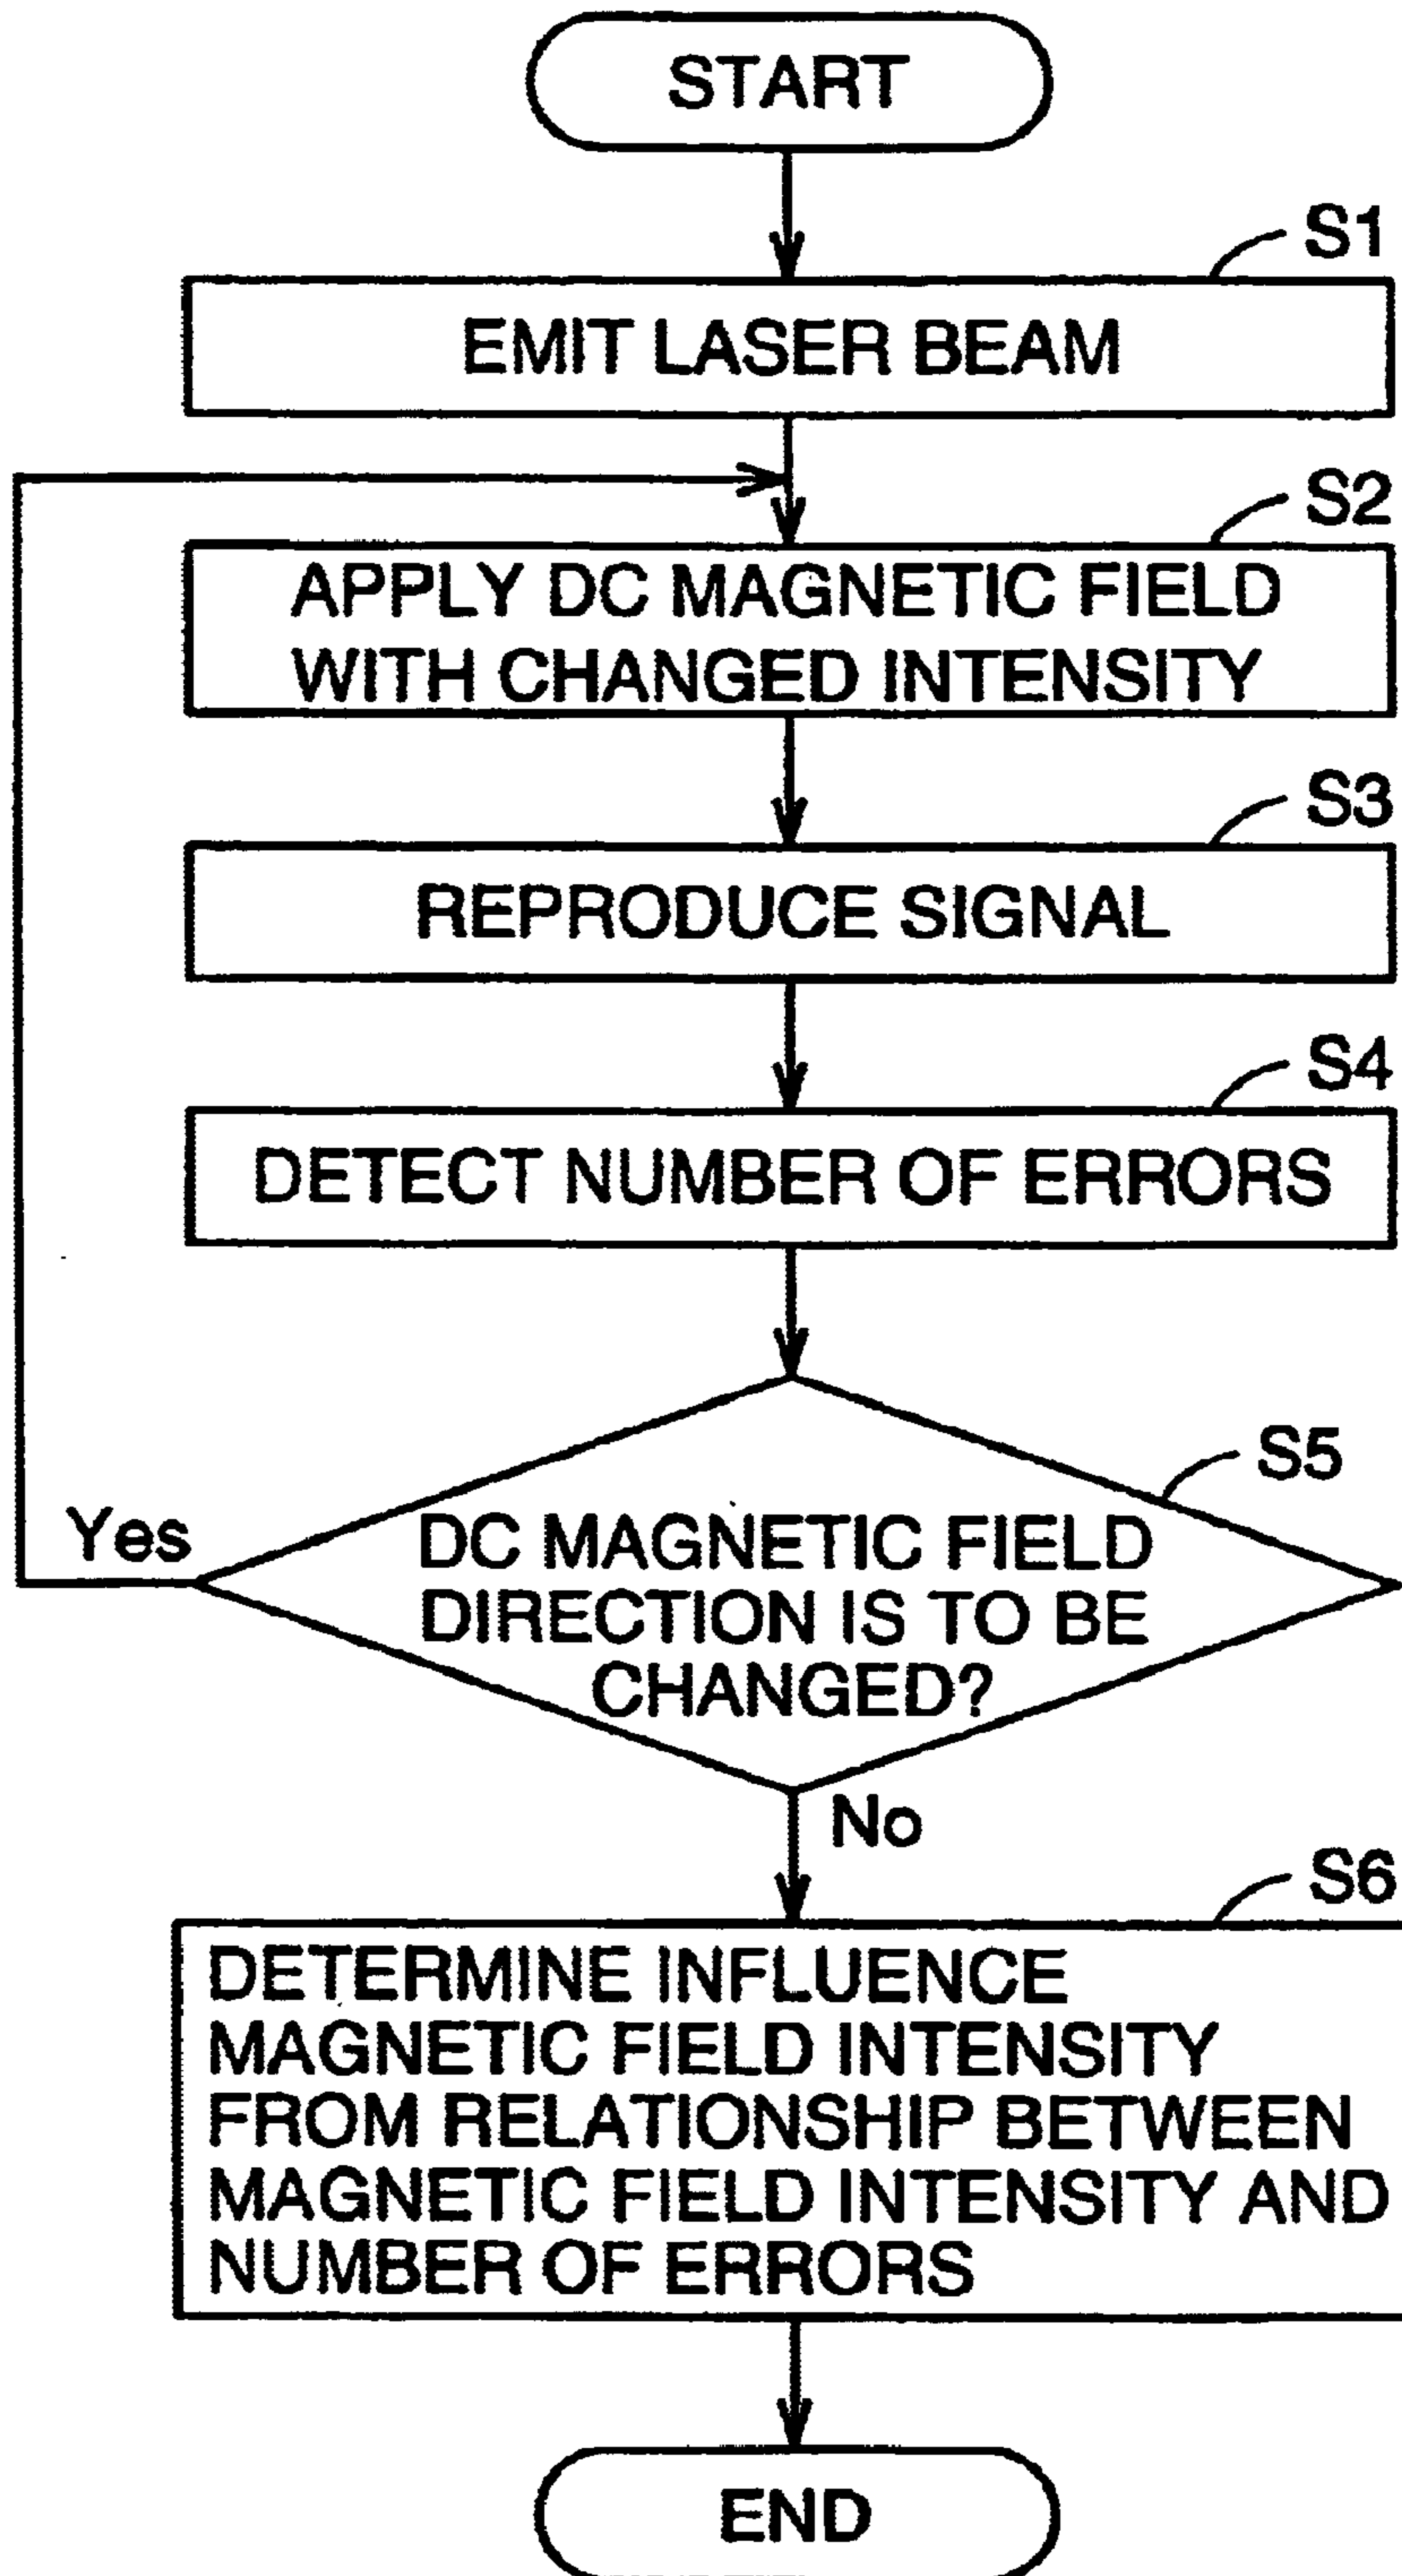 START
S1
EMIT LASER BEAM
S2
APPLY DC MAGNETIC FIELD
WITH CHANGED INTENSITY
S3
REPRODUCE SIGNAL
S4
DETECT NUMBER OF ERRORS
S5
Yes
DC MAGNETIC FIELD
DIRECTION IS TO BE
CHANGED?
No
S6
DETERMINE INFLUENCE
MAGNETIC FIELD INTENSITY
FROM RELATIONSHIP BETWEEN
MAGNETIC FIELD INTENSITY AND
NUMBER OF ERRORS
END